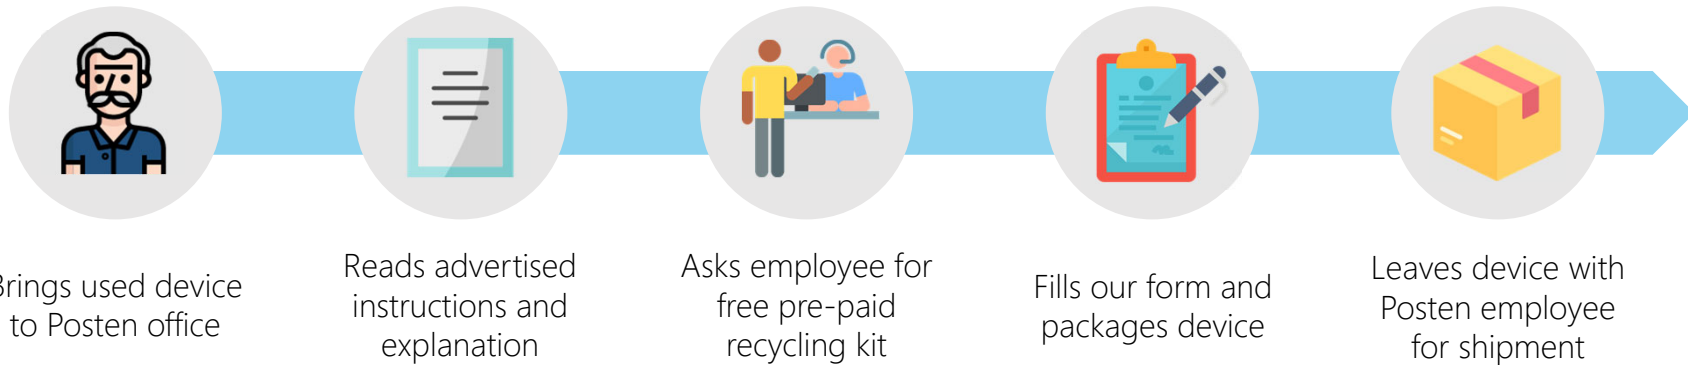 Brings used device
to Posten office
Reads advertised
instructions and
explanation
Asks employee for
free pre-paid
recycling kit
Fills our form and
packages device
Leaves device with
Posten employee
for shipment